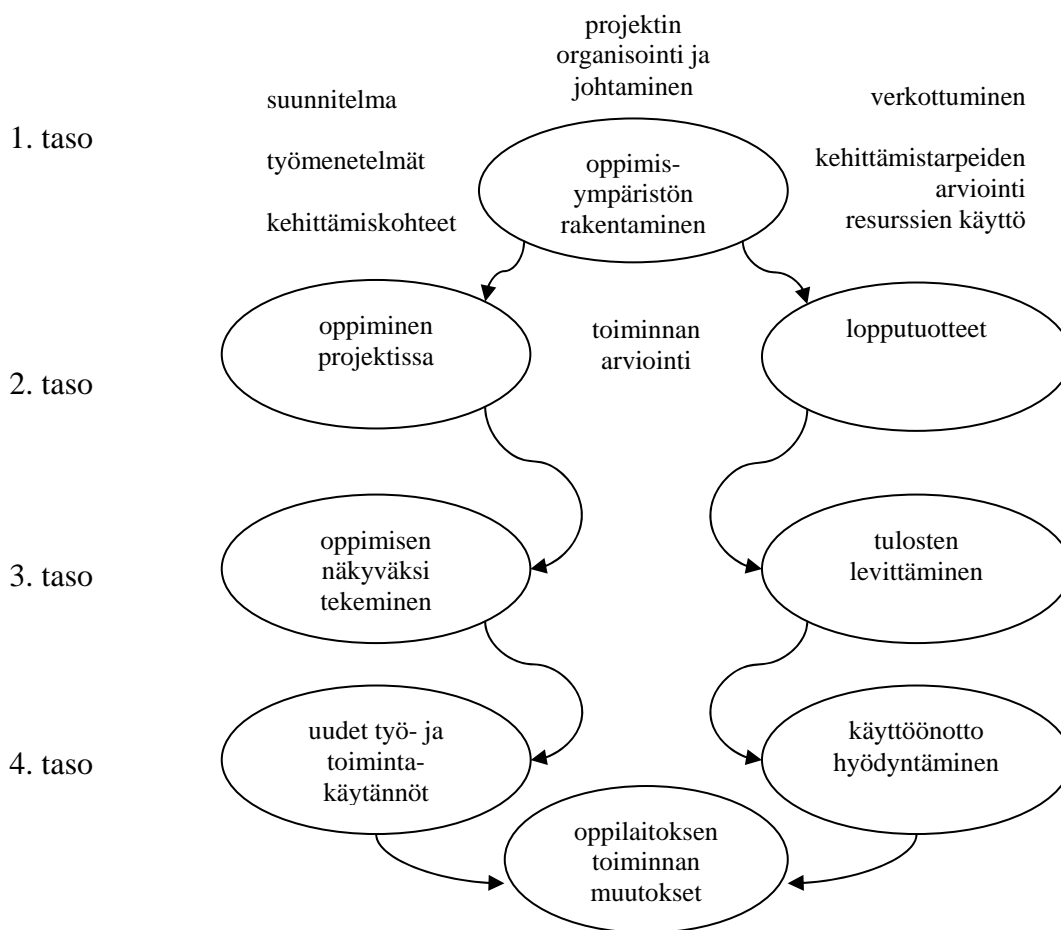 projektin
organisointi ja
johtaminen
suunnitelma
verkottuminen
1. taso
työmenetelmät
oppimis-
ympäristön
rakentaminen
kehittämistarpeiden
arviointi
kehittämiskohteet
resurssien käyttö
oppiminen
projektissa
toiminnan
arviointi
lopputuotteet
2. taso
oppimisen
näkyväksi
tekeminen
tulosten
levittäminen
3. taso
uudet työ- ja
toiminta-
käytännöt
käyttöönotto
hyödyntäminen
4. taso
oppilaitoksen
toiminnan
muutokset